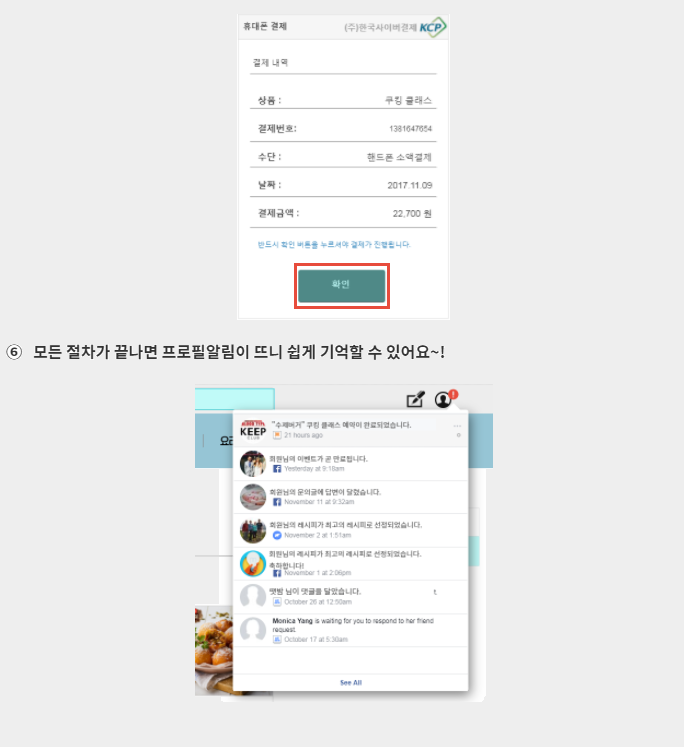 휴대폰 결제
(주)한국사이버결제 KCP
결제 내역
상품 : 쿠킹 클래스
결제번호: 1381647654
수단 : 핸드폰 소액결제
날짜 : 2017.11.09
결제금액 : 22,700 원
반드시 확인 버튼을 누르셔야 결제가 진행됩니다.
확인
⑥ 모든 절차가 끝나면 프로필알림이 뜨니 쉽게 기억할 수 있어요~!
1
요리
KEEP
CLUB
"수제버거" 쿠킹 클래스 예약이 완료되었습니다.
21 hours ago
회원님의 이벤트가 곧 만료됩니다.
Yesterday at 9:18am
회원님의 문의글에 답변이 달렸습니다.
November 11 at 9:32am
회원님의 레시피가 최고의 레시피로 선정되었습니다.
November 2 at 1:51am
회원님의 레시피가 최고의 레시피로 선정되었습니다.
축하합니다!
November 1 at 2:06pm
맷밤 님이 댓글을 달았습니다.
t.
October 26 at 12:50am
Monica Yang is waiting for you to respond to her friend
request.
October 17 at 5:30am
See All